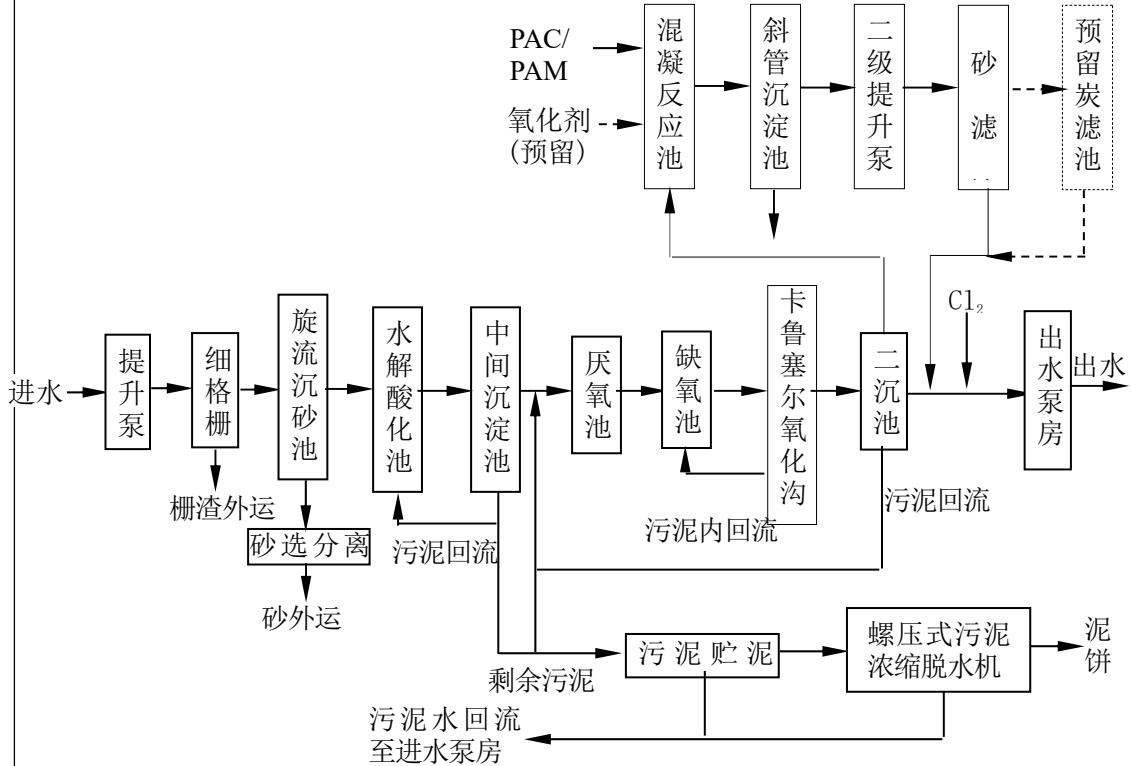 PAC/
PAM
氧化剂
(预留)
混凝反应池
斜管沉淀池
二级提升泵
砂滤
预留炭滤池
进水
提升泵
细格栅
旋流沉砂池
水解酸化池
中间沉淀池
厌氧池
缺氧池
卡鲁塞尔氧化沟
二沉池
Cl₂
出水泵房
出水
栅渣外运
砂选分离
砂外运
污泥回流
污泥内回流
污泥回流
剩余污泥
污泥贮泥
螺压式污泥
浓缩脱水机
泥饼
污泥水回流
至进水泵房